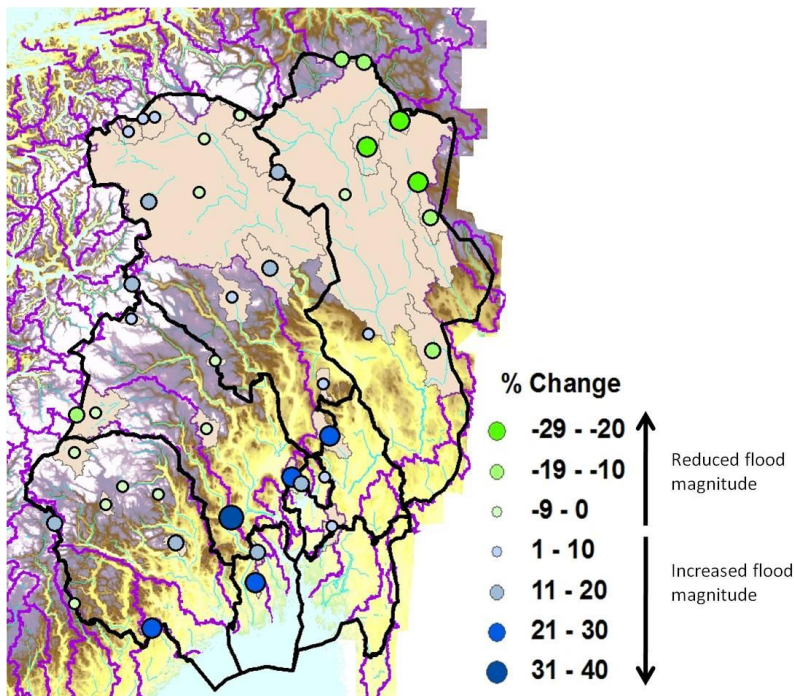 % Change
-29 - -20
-19 - -10
-9 - 0
1 - 10
11 - 20
21 - 30
31 - 40
Reduced flood
magnitude
Increased flood
magnitude